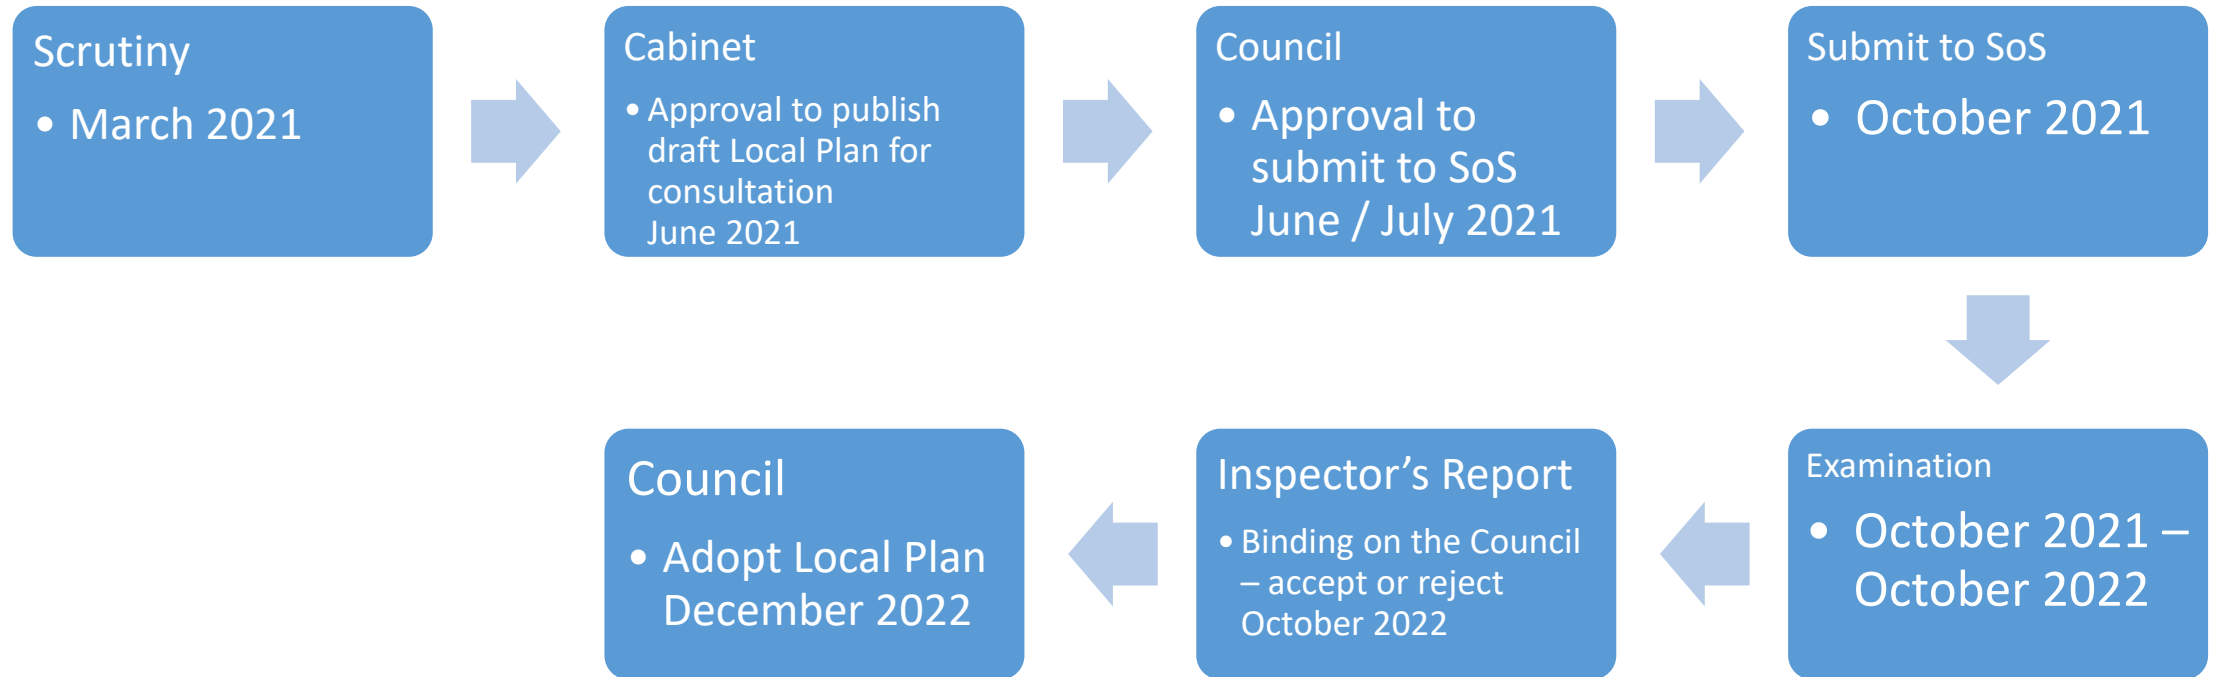 Scrutiny
• March 2021
Cabinet
• Approval to publish
draft Local Plan for
consultation
June 2021
Council
• Approval to
submit to SoS
June / July 2021
Submit to SoS
• October 2021
Examination
• October 2021 –
October 2022
Inspector’s Report
• Binding on the Council
– accept or reject
October 2022
Council
• Adopt Local Plan
December 2022